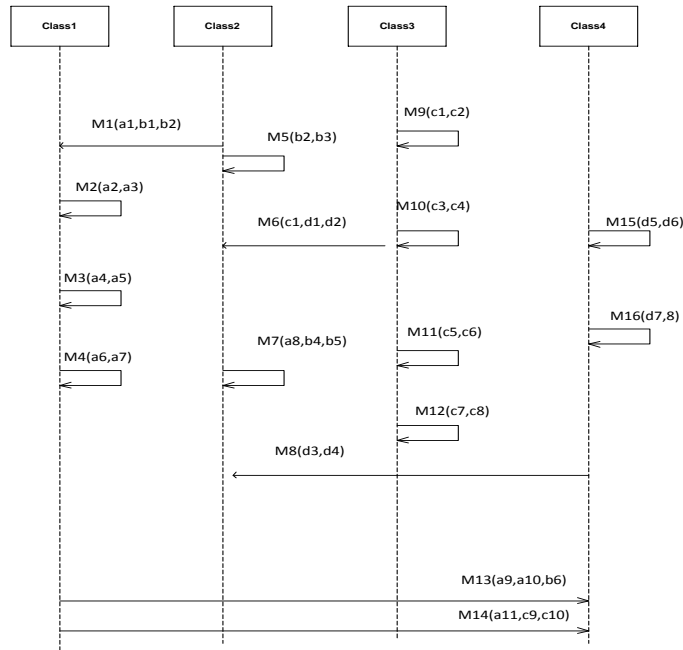 Class1
Class2
Class3
Class4
M9(c1,c2)
M1(a1,b1,b2)
M5(b2,b3)
M2(a2,a3)
M10(c3,c4)
M6(c1,d1,d2)
M15(d5,d6)
M3(a4,a5)
M16(d7,8)
M11(c5,c6)
M7(a8,b4,b5)
M4(a6,a7)
M12(c7,c8)
M8(d3,d4)
M13(a9,a10,b6)
M14(a11,c9,c10)